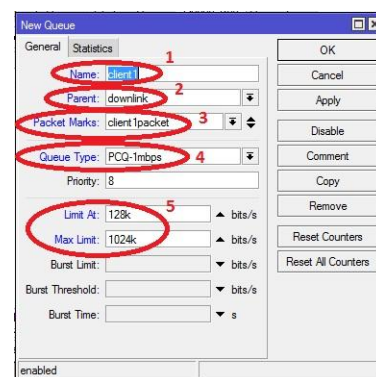 New Queue
General Statistics
1
Name: client1
2
Parent: downlink
Packet Marks: client1packet 3
Queue Type: PCQ-1mbps 4
Priority: 8
5
Limit At: 128k bits/s
Max Limit: 1024k bits/s
Burst Limit: bits/s
Burst Threshold: bits/s
Burst Time: s
OK
Cancel
Apply
Disable
Comment
Copy
Remove
Reset Counters
Reset All Counters
enabled